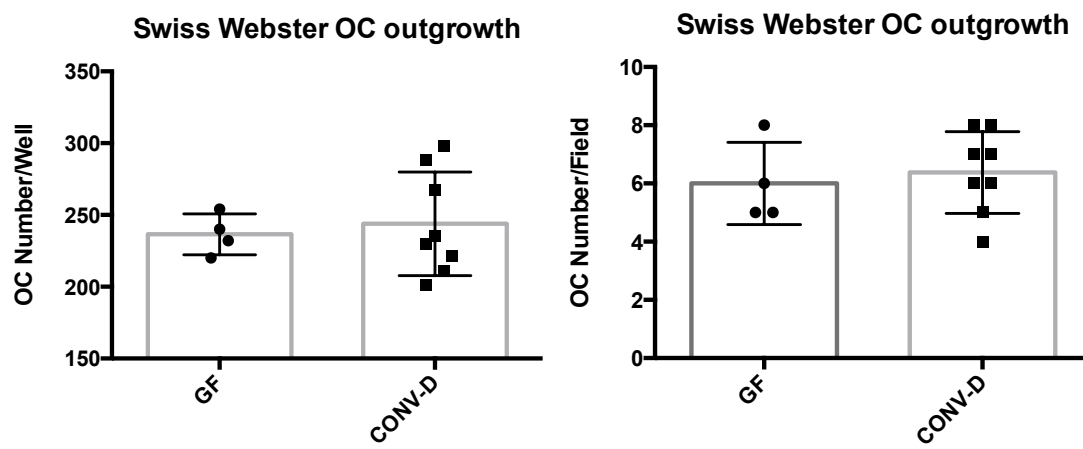 Swiss Webster OC outgrowth
OC Number/Well
350
300
250
200
150
GF
CONV-D
Swiss Webster OC outgrowth
OC Number/Field
10
8
6
4
2
0
GF
CONV-D